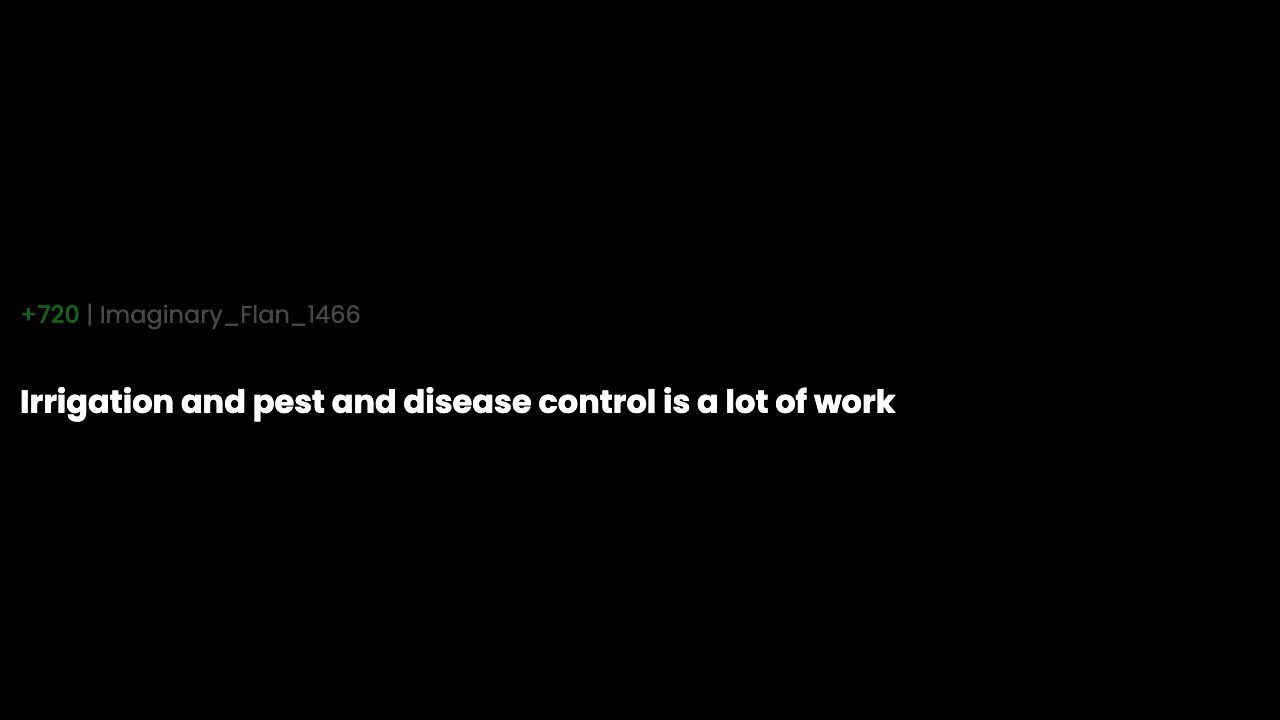 +720 | Imaginary_Flan_1466
Irrigation and pest and disease control is a lot of work